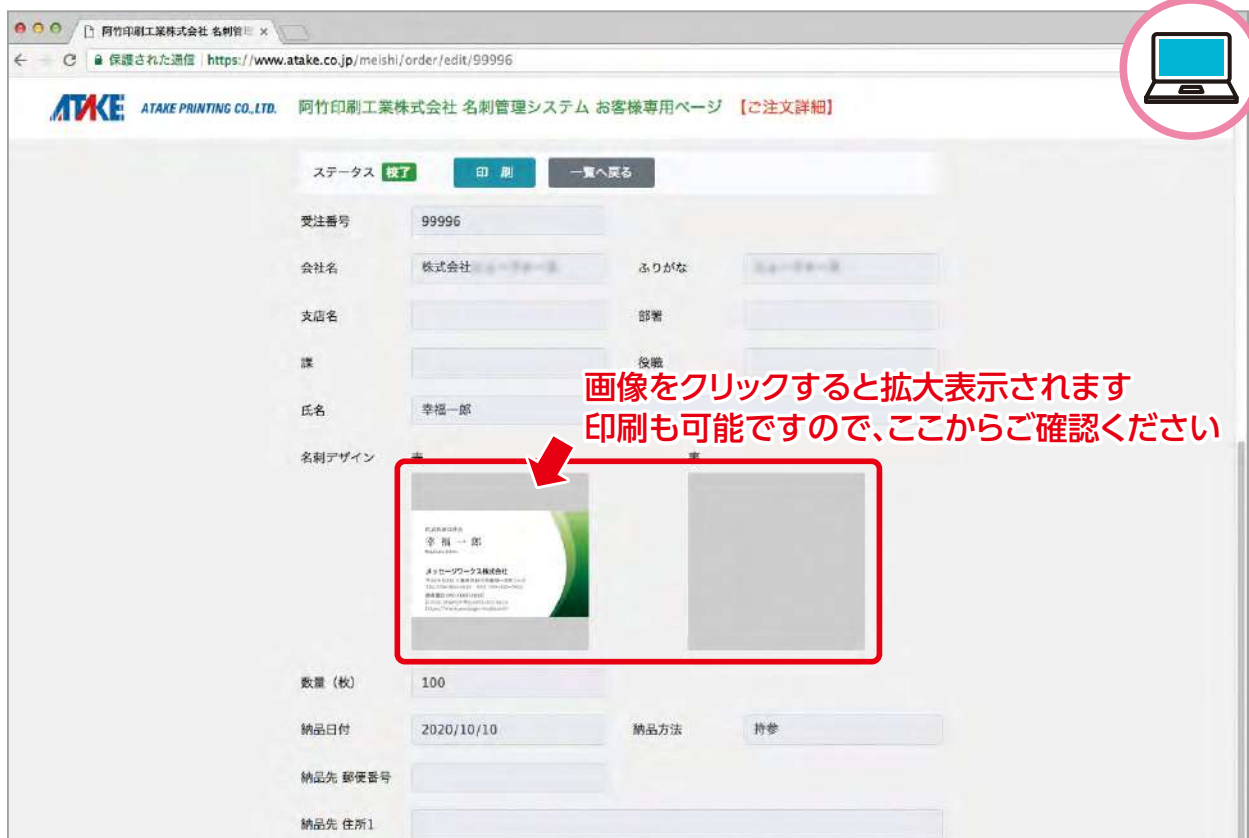 阿竹印刷工業株式会社 名刺管 ×
保護された通信 https://www.atake.co.jp/meishi/order/edit/99996
ATAKE ATAKE PRINTING CO.,LTD. 阿竹印刷工業株式会社 名刺管理システム お客様専用ページ 【ご注文詳細】
ステータス 校了 印 刷 一覧へ戻る
受注番号 99996
会社名 株式会社 ふりがな
支店名 部署
課 役職
画像をクリックすると拡大表示されます
氏名 幸福一郎
印刷も可能ですので、ここからご確認ください
名刺デザイン 表 裏
幸 福 一 郎
メッセージワークス株式会社
数量（枚） 100
納品日付 2020/10/10 納品方法 持参
納品先 郵便番号
納品先 住所1